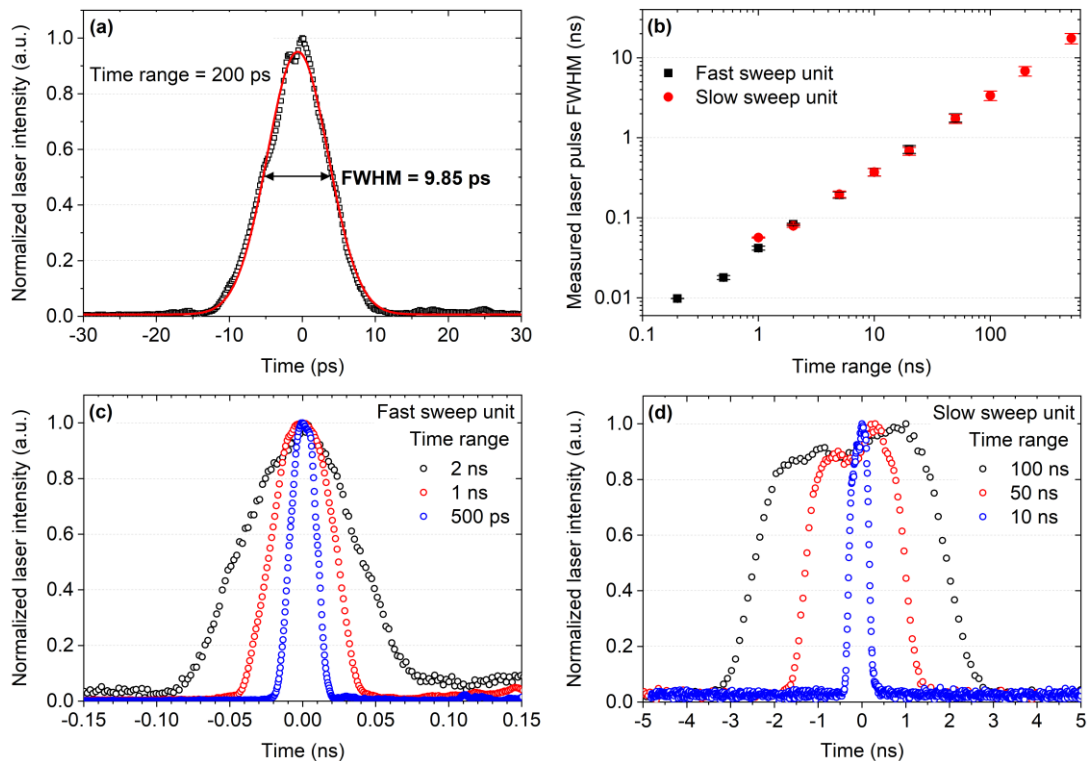 (a)
Time range = 200 ps
FWHM = 9.85 ps
Normalized laser intensity (a.u.)
1.0
0.8
0.6
0.4
0.2
0.0
-30 -20 -10 0 10 20 30
Time (ps)
(b)
Fast sweep unit
Slow sweep unit
Measured laser pulse FWHM (ns)
10
1
0.1
0.01
0.1 1 10 100
Time range (ns)
(c)
Fast sweep unit
Time range
2 ns
1 ns
500 ps
Normalized laser intensity (a.u.)
1.0
0.8
0.6
0.4
0.2
0.0
-0.15 -0.10 -0.05 0.00 0.05 0.10 0.15
Time (ns)
(d)
Slow sweep unit
Time range
100 ns
50 ns
10 ns
Normalized laser intensity (a.u.)
1.0
0.8
0.6
0.4
0.2
0.0
-5 -4 -3 -2 -1 0 1 2 3 4 5
Time (ns)